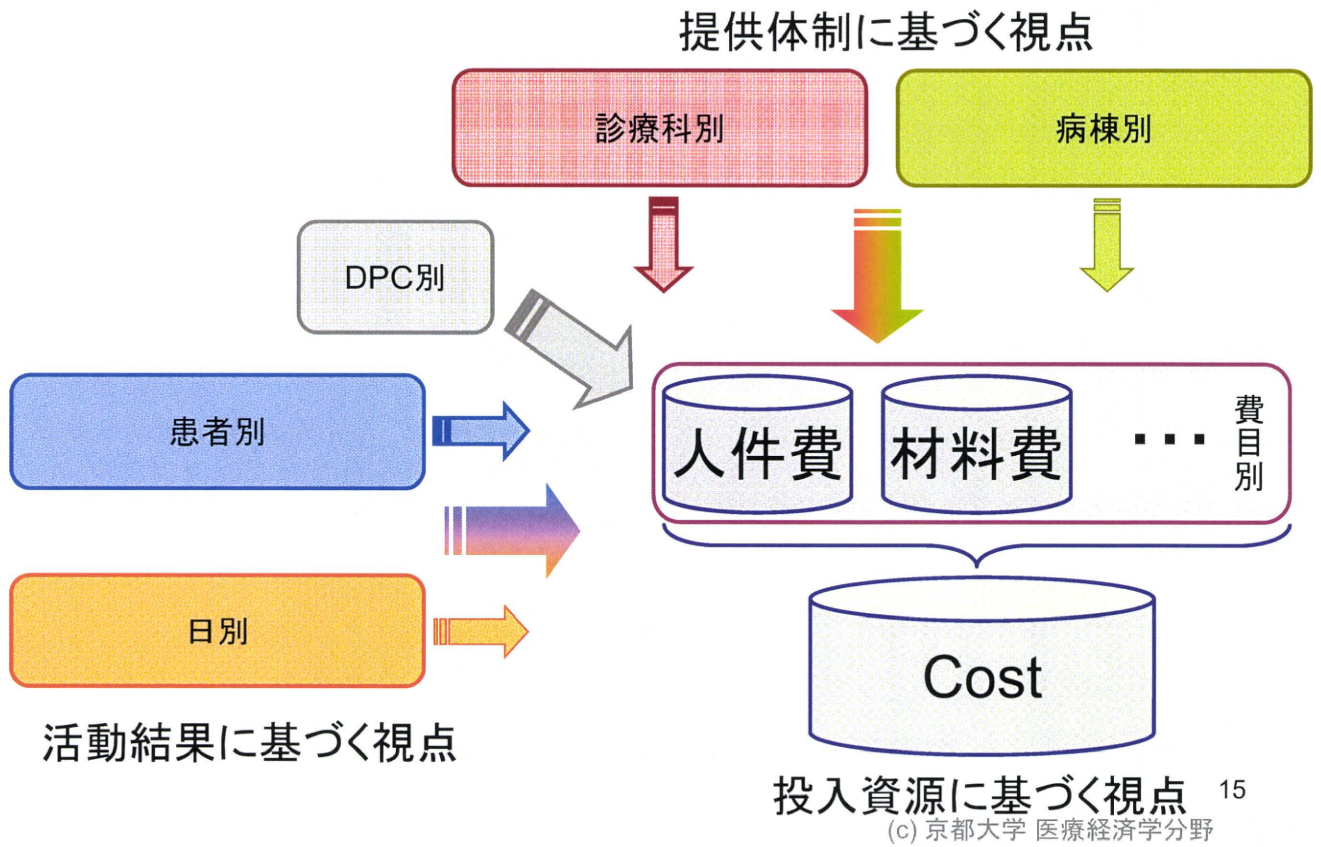 提供体制に基づく視点
診療科別
病棟別
DPC別
患者別
人件費
材料費
・・・
費目別
日別
Cost
活動結果に基づく視点
投入資源に基づく視点
15
(c) 京都大学 医療経済学分野